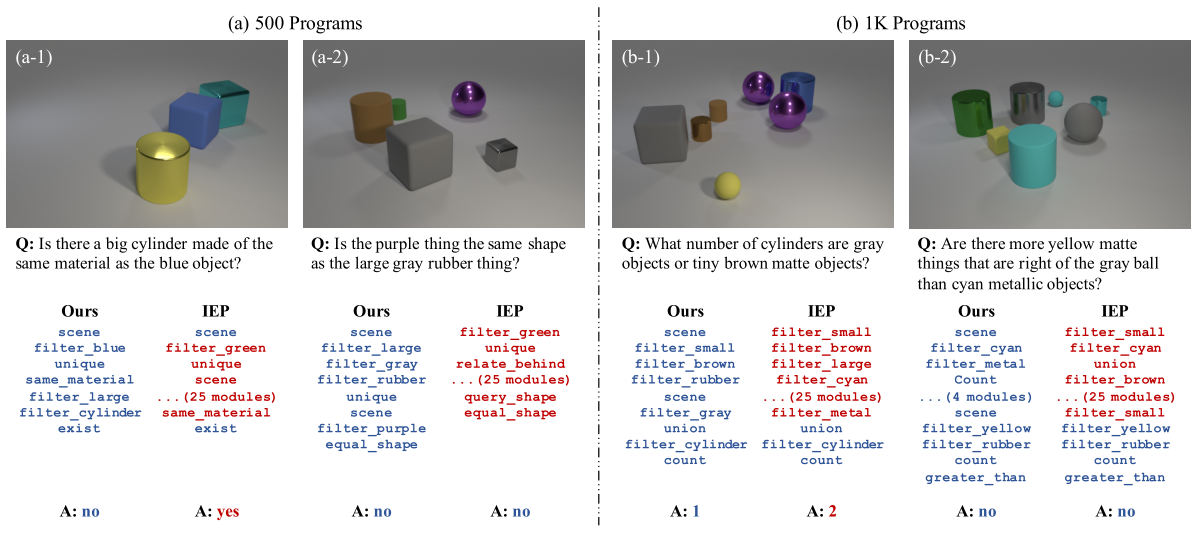 (a) 500 Programs
(b) 1K Programs
(a-1)
(a-2)
(b-1)
(b-2)
Q: Is there a big cylinder made of the
same material as the blue object?
Ours
scene
filter_blue
unique
same_material
filter_large
filter_cylinder
exist
A: no
IEP
scene
filter_green
unique
scene
...(25 modules)
same_material
exist
A: yes
Q: Is the purple thing the same shape
as the large gray rubber thing?
Ours
scene
filter_large
filter_gray
filter_rubber
unique
scene
filter_purple
equal_shape
A: no
IEP
filter_green
unique
relate_behind
...(25 modules)
query_shape
equal_shape
A: no
Q: What number of cylinders are gray
objects or tiny brown matte objects?
Ours
scene
filter_small
filter_brown
filter_rubber
scene
filter_gray
union
filter_cylinder
count
A: 1
IEP
filter_small
filter_brown
filter_large
filter_cyan
...(25 modules)
filter_metal
union
filter_cylinder
count
A: 2
Q: Are there more yellow matte
things that are right of the gray ball
than cyan metallic objects?
Ours
scene
filter_cyan
filter_metal
Count
...(4 modules)
scene
filter_yellow
filter_rubber
count
greater_than
A: no
IEP
filter_small
filter_cyan
union
filter_brown
...(25 modules)
filter_small
filter_yellow
filter_rubber
count
greater_than
A: no